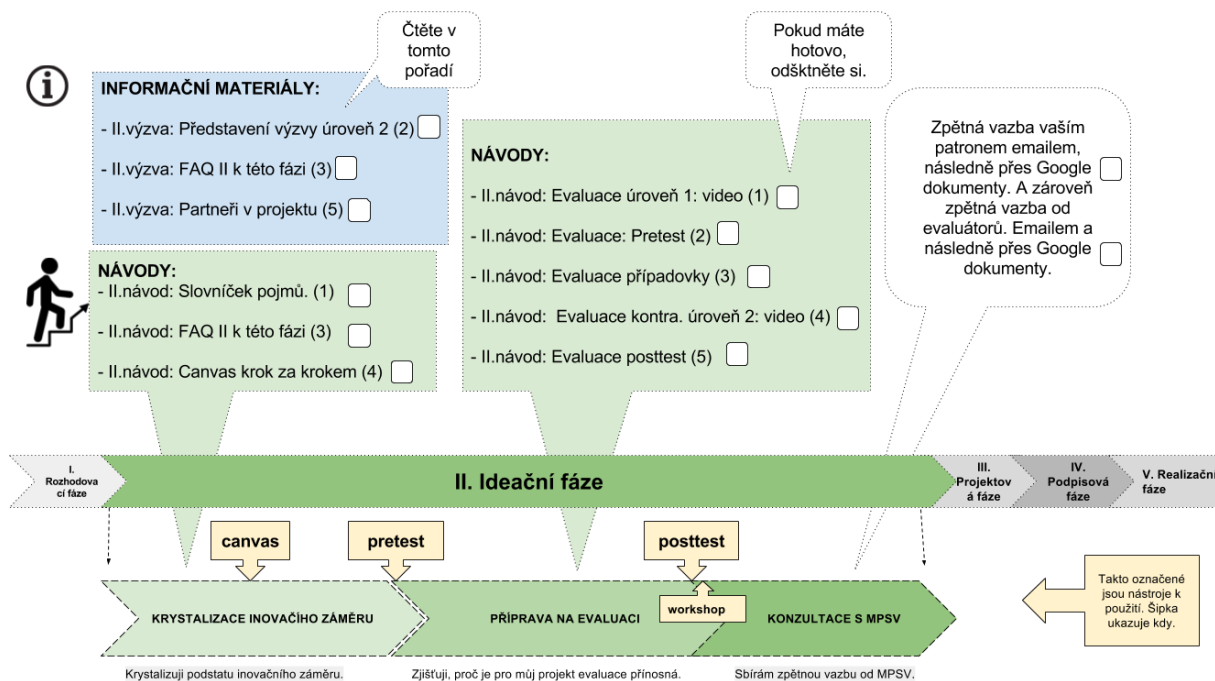 Čtěte v
tomto
pořadí
Pokud máte
hotovo,
odšktněte si.
INFORMAČNÍ MATERIÁLY:
- II.výzva: Představení výzvy úroveň 2 (2)
- II.výzva: FAQ II k této fázi (3)
- II.výzva: Partneři v projektu (5)
NÁVODY:
- II.návod: Slovníček pojmů. (1)
- II.návod: FAQ II k této fázi (3)
- II.návod: Canvas krok za krokem (4)
NÁVODY:
- II.návod: Evaluace úroveň 1: video (1)
- II.návod: Evaluace: Pretest (2)
- II.návod: Evaluace případovky (3)
- II.návod:  Evaluace kontra. úroveň 2: video (4)
- II.návod: Evaluace posttest (5)
Zpětná vazba vaším
patronem emailem,
následně přes Google
dokumenty. A zároveň
zpětná vazba od
evaluátorů. Emailem a
následně přes Google
dokumenty.
I.
Rozhodova
cí fáze
II. Ideační fáze
III.
Projektov
á fáze
IV.
Podpisová
fáze
V. Realizační
fáze
canvas
pretest
posttest
workshop
KRYSTALIZACE INOVAČÍHO ZÁMĚRU
PŘÍPRAVA NA EVALUACI
KONZULTACE S MPSV
Takto označené
jsou nástroje k
použití. Šipka
ukazuje kdy.
Krystalizuji podstatu inovačního záměru.
Zjišťuji, proč je pro můj projekt evaluace přínosná.
Sbírám zpětnou vazbu od MPSV.